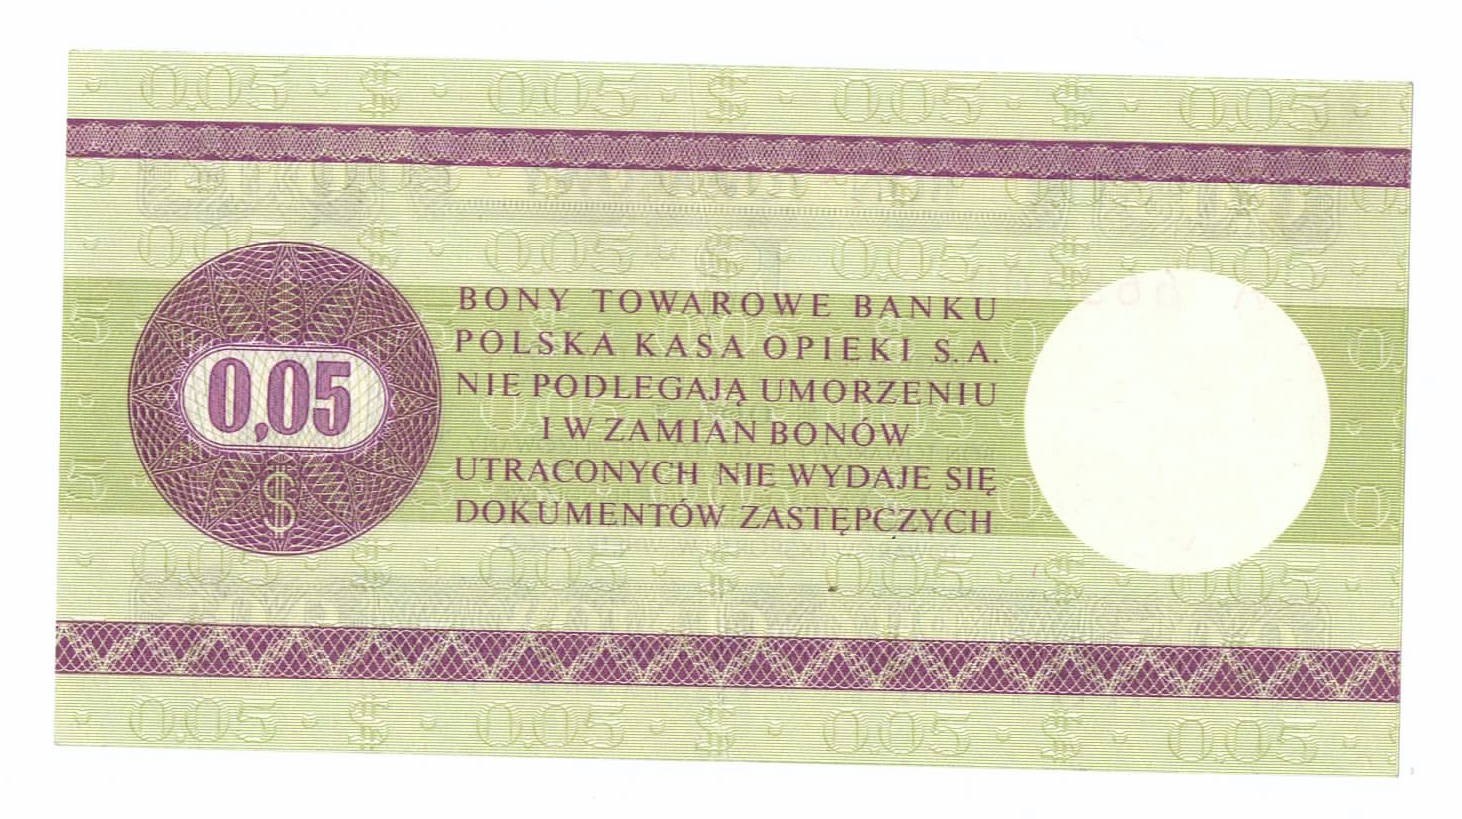 0,05
$
BONY TOWAROWE BANKU
POLSKA KASA OPIEKI S.A.
NIE PODLEGAJĄ UMORZENIU
I W ZAMIAN BONÓW
UTRACONYCH NIE WYDAJE SIĘ
DOKUMENTÓW ZASTĘPCZYCH